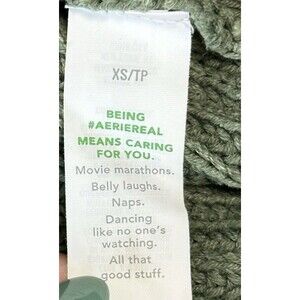 XS/TP
BEING
#AERIEREAL
MEANS CARING
FOR YOU.
Movie marathons.
Belly laughs.
Naps.
Dancing
like no one's
watching.
All that
good stuff.